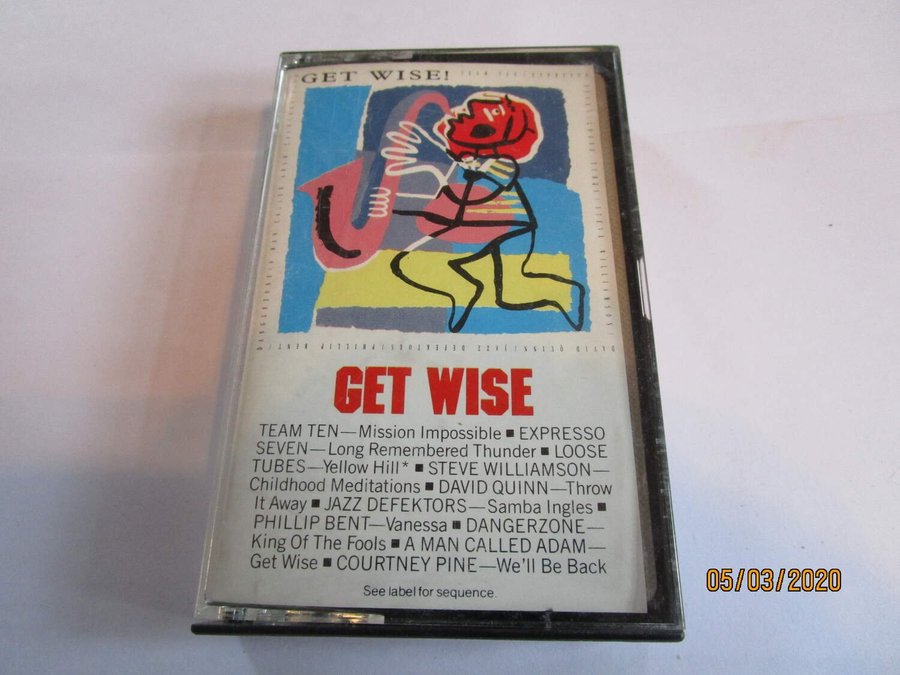 GET WISE!
GET WISE
TEAM TEN—Mission Impossible ■ EXPRESSO
SEVEN—Long Remembered Thunder ■ LOOSE
TUBES—Yellow Hill* ■ STEVE WILLIAMSON—
Childhood Meditations ■ DAVID QUINN—Throw
It Away ■ JAZZ DEFEKTORS—Samba Ingles ■
PHILLIP BENT—Vanessa ■ DANGERZONE—
King Of The Fools ■ A MAN CALLED ADAM—
Get Wise ■ COURTNEY PINE—We'll Be Back
See label for sequence.
05/03/2020